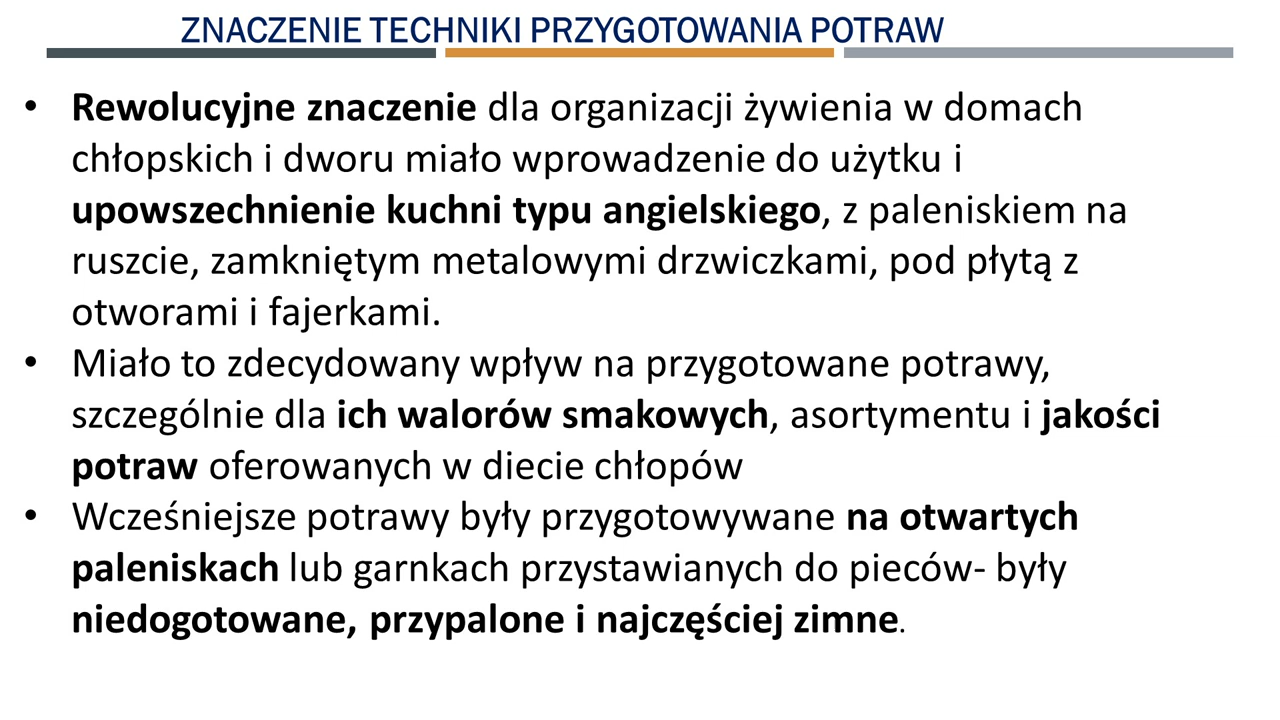 ZNACZENIE TECHNIKI PRZYGOTOWANIA POTRAW
• Rewolucyjne znaczenie dla organizacji żywienia w domach
chłopskich i dworu miało wprowadzenie do użytku i
upowszechnienie kuchni typu angielskiego, z paleniskiem na
ruszcie, zamkniętym metalowymi drzwiczkami, pod płytą z
otworami i fajerkami.
• Miało to zdecydowany wpływ na przygotowane potrawy,
szczególnie dla ich walorów smakowych, asortymentu i jakości
potraw oferowanych w diecie chłopów
• Wcześniejsze potrawy były przygotowywane na otwartych
paleniskach lub garnkach przystawianych do pieców- były
niedogotowane, przypalone i najczęściej zimne.